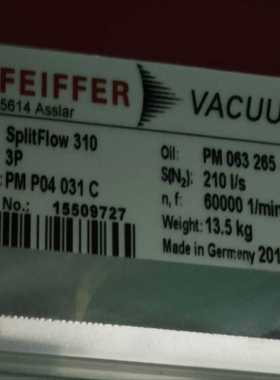 FEIFFER VACUU
5614 Asslar
SplitFlow 310
3P
PM P04 031 C
No.: 15509727
Oil: PM 063 265
S(N₂): 210 l/s
n, f: 60000 1/min
Weight: 13.5 kg
Made in Germany 201